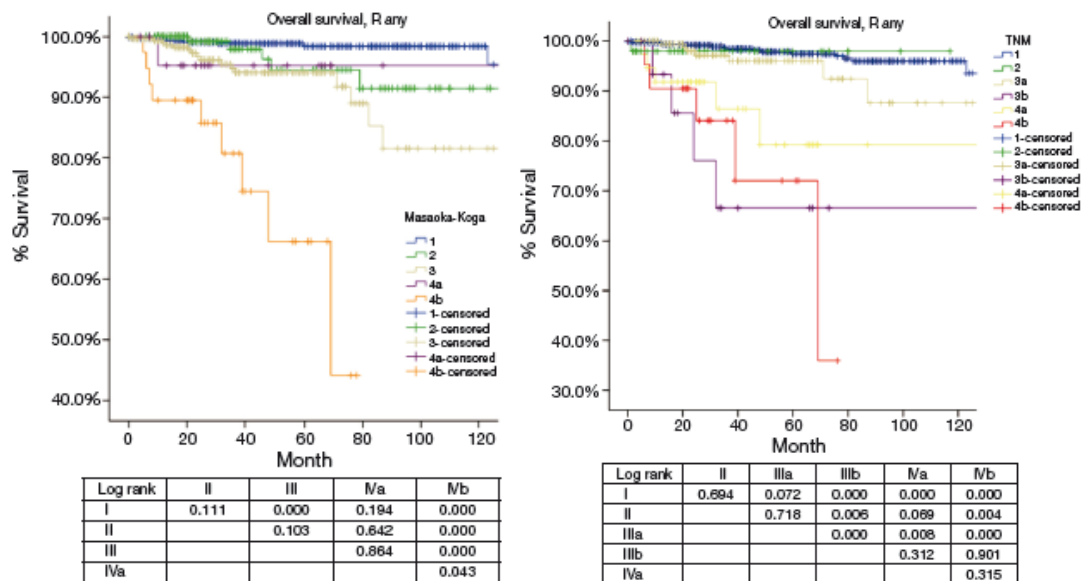 Overall survival, R any
100.0%
90.0%
80.0%
70.0%
60.0%
50.0%
40.0%
% Survival
Masaoka-Koga
1
2
3
4a
4b
1-censored
2-censored
3-censored
4a-censored
4b-censored
0 20 40 60 80 100 120
Month
Log rank II III IVa IVb
I 0.111 0.000 0.194 0.000
II 0.103 0.642 0.000
III 0.864 0.000
IVa 0.043
Overall survival, R any
100.0%
90.0%
80.0%
70.0%
60.0%
50.0%
40.0%
30.0%
% Survival
TNM
1
2
3a
3b
4a
4b
1-censored
2-censored
3a-censored
3b-censored
4a-censored
4b-censored
0 20 40 60 80 100 120
Month
Log rank II IIIa IIIb IVa IVb
I 0.694 0.072 0.000 0.000 0.000
II 0.718 0.006 0.069 0.004
IIIa 0.000 0.008 0.000
IIIb 0.312 0.901
IVa 0.315